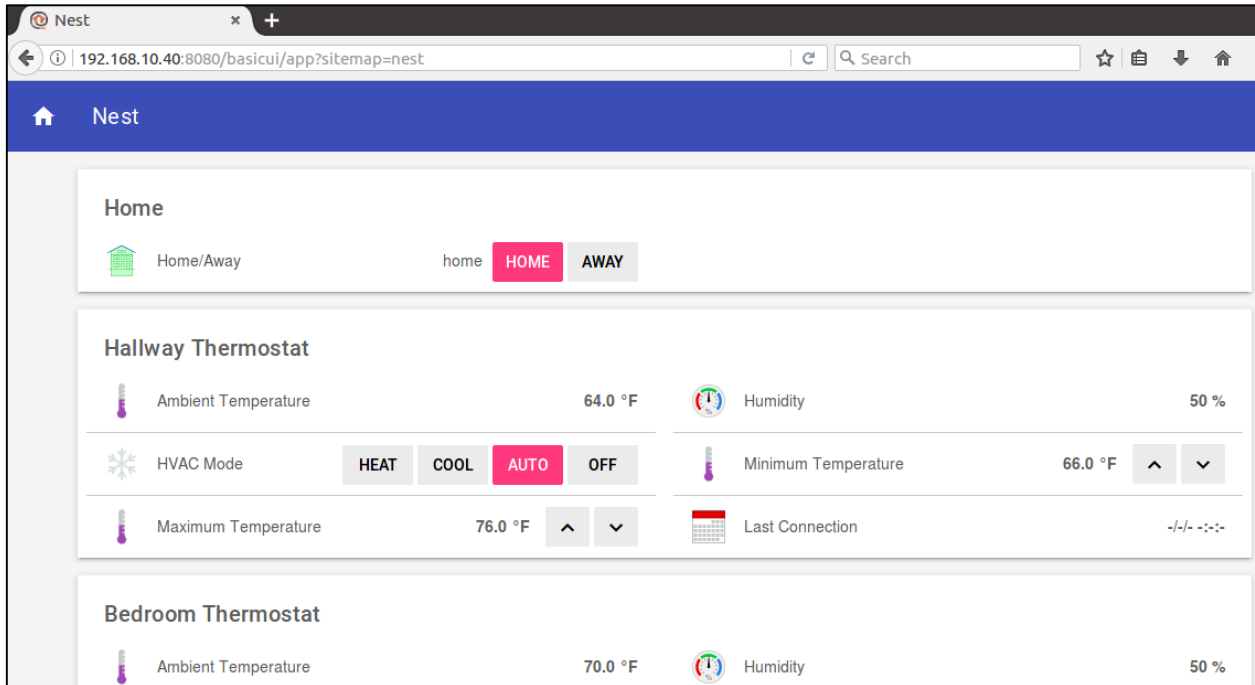 Nest
192.168.10.40:8080/basicui/app?sitemap=nest
Search
Nest
Home
Home/Away home HOME AWAY
Hallway Thermostat
Ambient Temperature 64.0 °F Humidity 50 %
HVAC Mode HEAT COOL AUTO OFF Minimum Temperature 66.0 °F
Maximum Temperature 76.0 °F Last Connection -/-/- -:-:-
Bedroom Thermostat
Ambient Temperature 70.0 °F Humidity 50 %